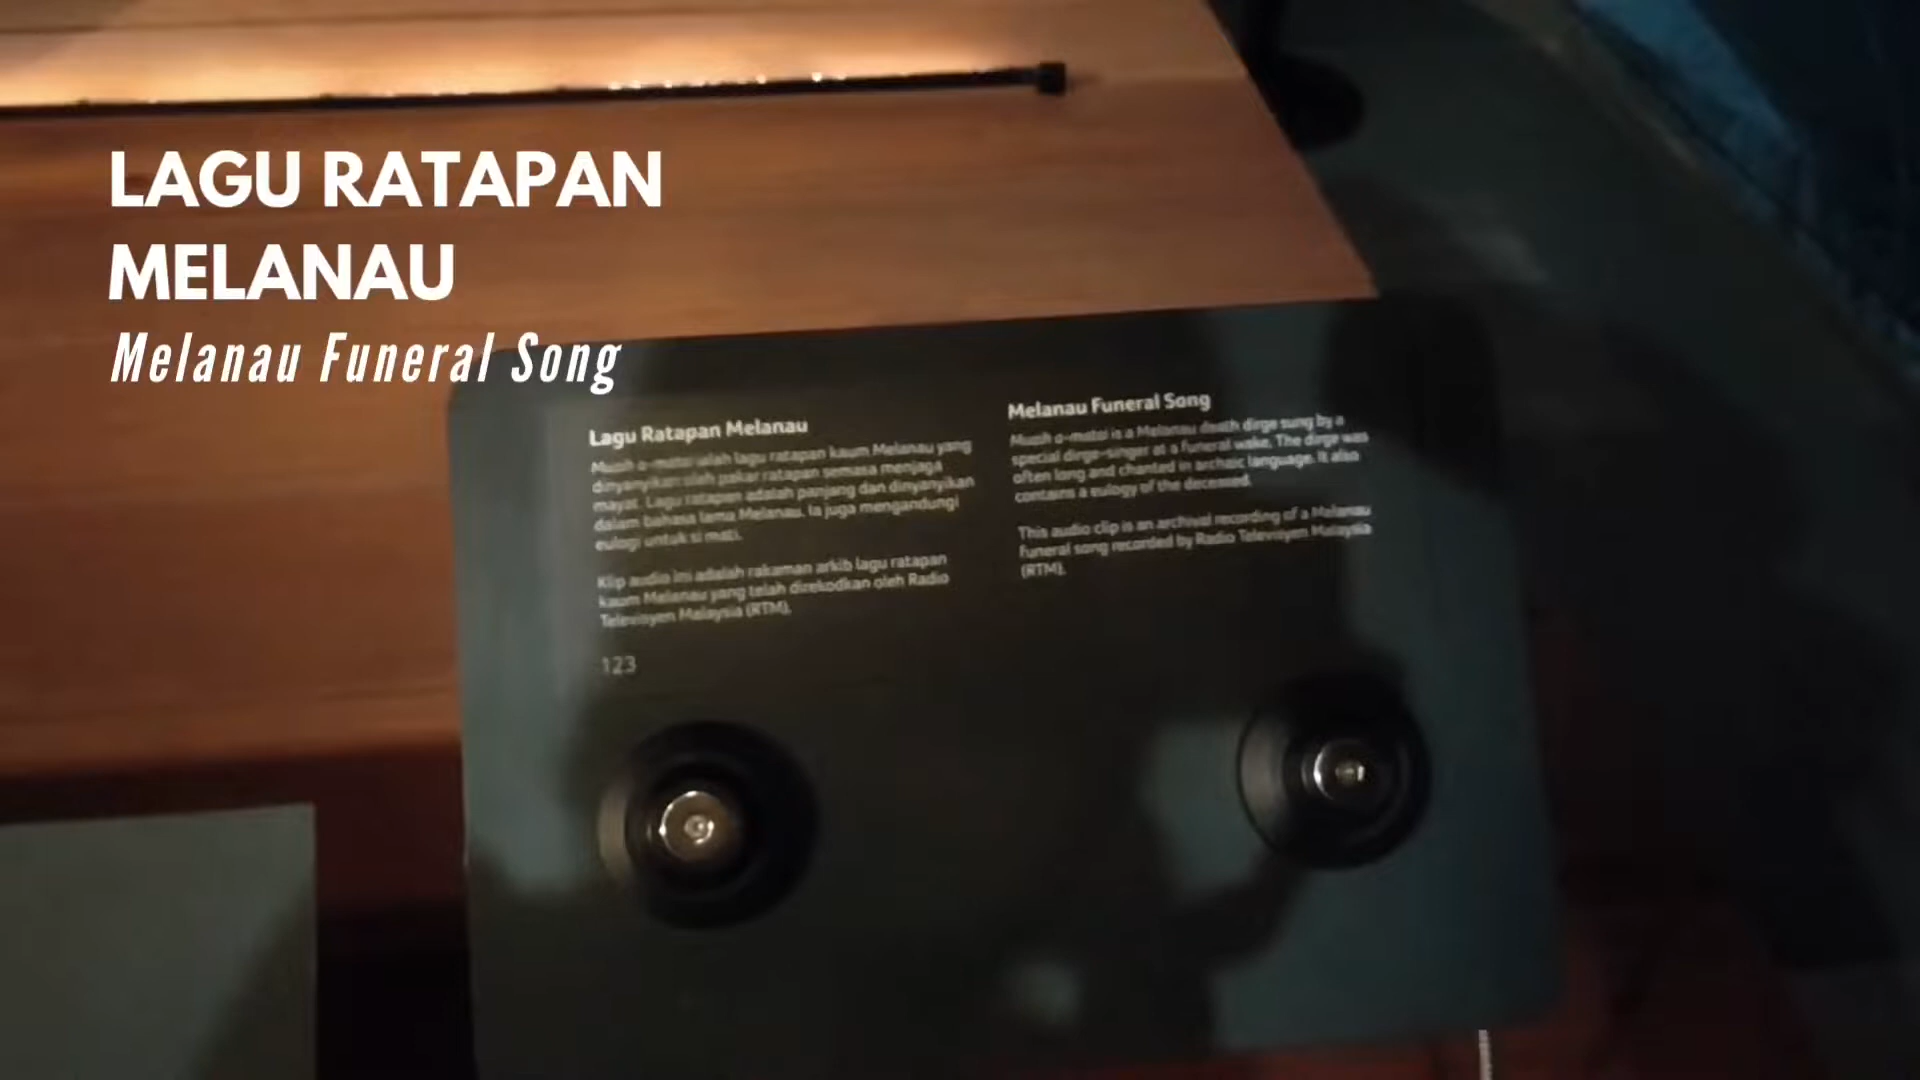 LAGU RATAPAN
MELANAU
Melanau Funeral Song
Lagu Ratapan Melanau
ialah lagu ratapan kaum Melanau yang
dinyanyikan oleh pakar ratapan semasa menjaga
mayat. Lagu ratapan adalah panjang dan dinyanyikan
dalam bahasa lama Melanau. Ia juga mengandungi
eulogi untuk si mati.
Klip audio ini adalah rakaman arkib lagu ratapan
kaum Melanau yang telah direkodkan oleh Radio
Televisyen Malaysia (RTM).
123
Melanau Funeral Song
is a Melanau death dirge sung by a
special dirge-singer at a funeral wake. The dirge was
often long and chanted in archaic language. It also
contains a eulogy of the deceased.
This audio clip is an archival recording of a Melanau
funeral song recorded by Radio Televisyen Malaysia
(RTM).